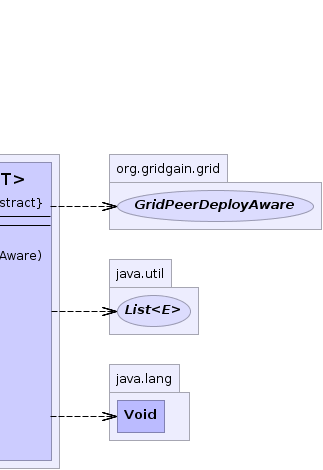 T>
stract}
Aware)
org.gridgain.grid
GridPeerDeployAware
java.util
List<E>
java.lang
Void